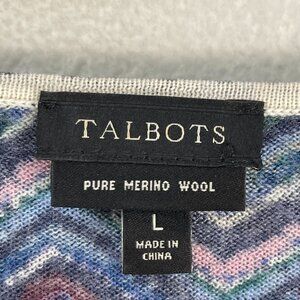 TALBOTS
PURE MERINO WOOL
L
MADE IN
CHINA